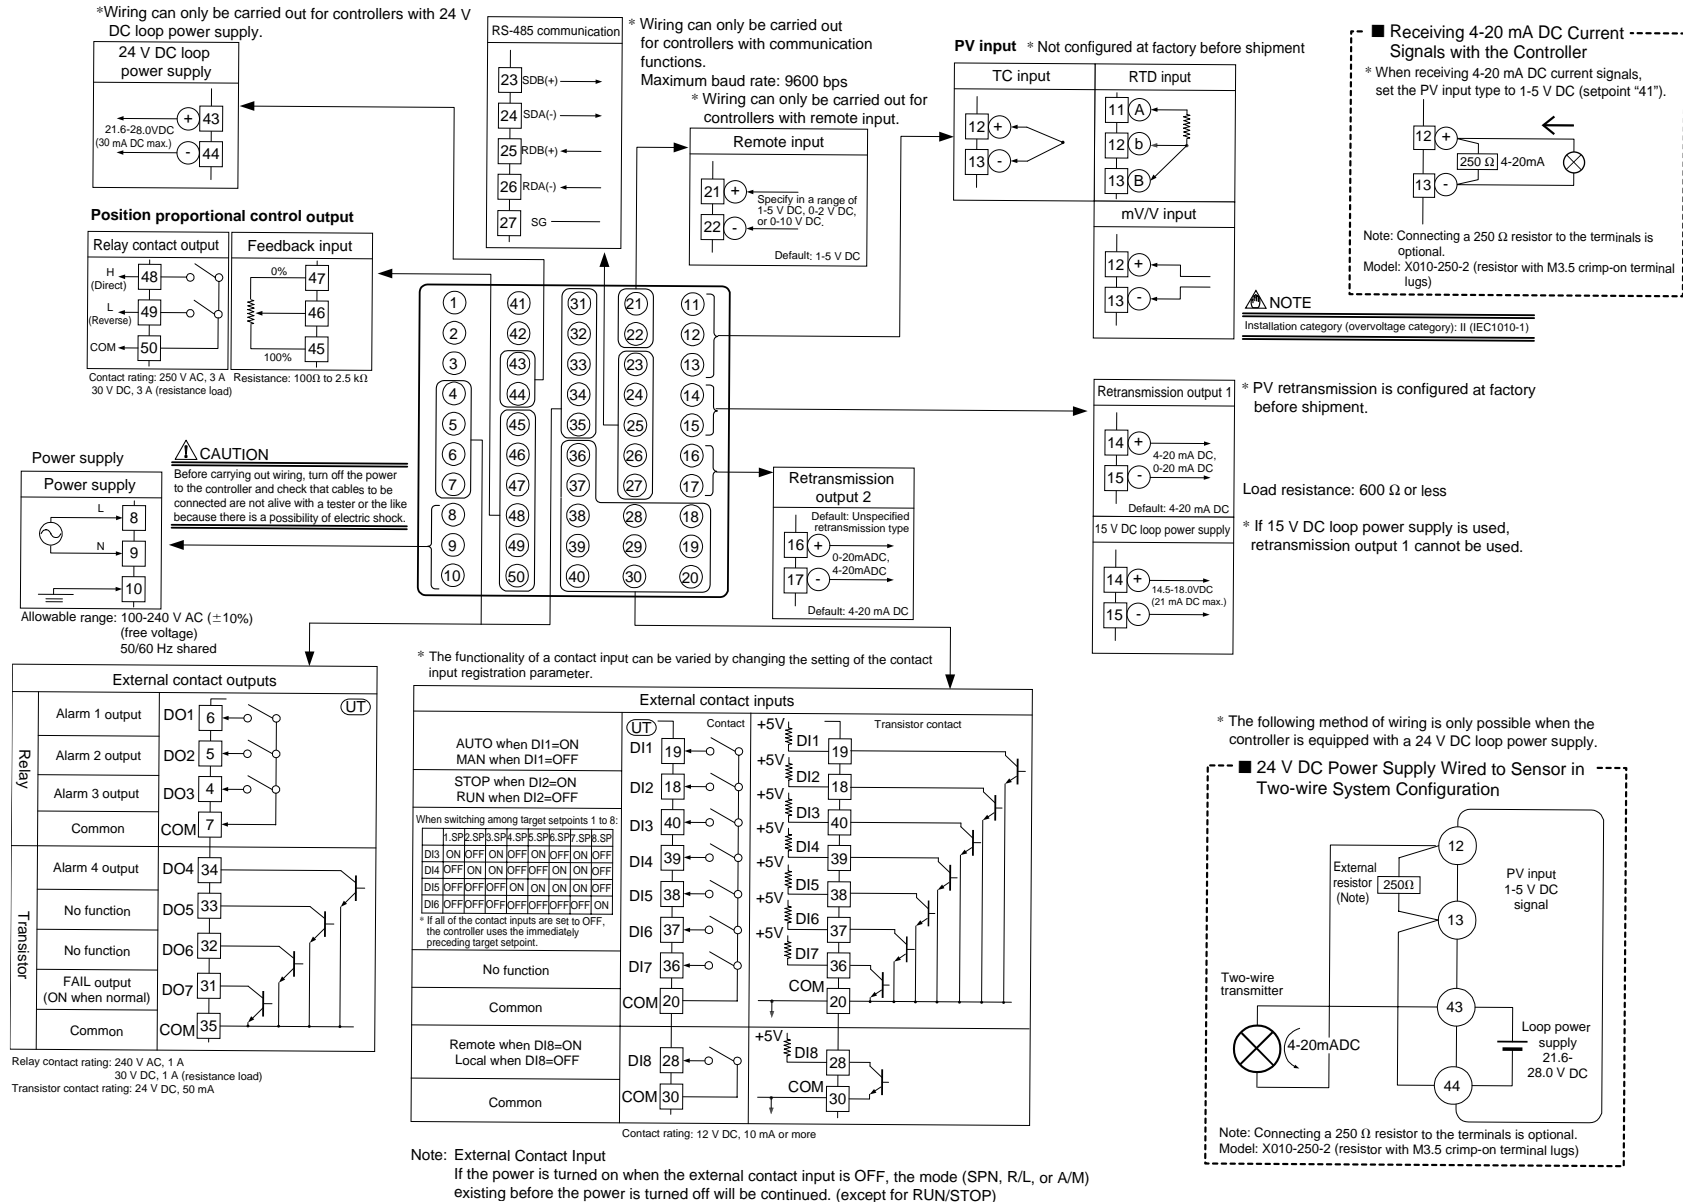 *Wiring can only be carried out for controllers with 24 V
DC loop power supply.
24 V DC loop
power supply
21.6-28.0VDC
(30 mA DC max.)
+
43
-
44
RS-485 communication
23 SDB(+)
24 SDA(-)
25 RDB(+)
26 RDA(-)
27 SG
* Wiring can only be carried out
for controllers with communication
functions.
Maximum baud rate: 9600 bps
* Wiring can only be carried out for
controllers with remote input.
Remote input
21 +
22 -
Specify in a range of
1-5 V DC, 0-2 V DC,
or 0-10 V DC.
Default: 1-5 V DC
PV input * Not configured at factory before shipment
TC input
12 +
13 -
RTD input
11 A
12 b
13 B
mV/V input
12 +
13 -
■ Receiving 4-20 mA DC Current
Signals with the Controller
* When receiving 4-20 mA DC current signals,
set the PV input type to 1-5 V DC (setpoint "41").
12 +
250 Ω 4-20mA
13 -
Note: Connecting a 250 Ω resistor to the terminals is
optional.
Model: X010-250-2 (resistor with M3.5 crimp-on terminal
lugs)
NOTE
Installation category (overvoltage category): II (IEC1010-1)
Position proportional control output
Relay contact output
H
(Direct)
48
L
(Reverse)
49
COM 50
Contact rating: 250 V AC, 3 A
30 V DC, 3 A (resistance load)
Feedback input
0%
47
46
45
100%
Resistance: 100Ω to 2.5 kΩ
1 41 31 21 11
2 42 32 22 12
3 43 33 23 13
4 44 34 24 14
5 45 35 25 15
6 46 36 26 16
7 47 37 27 17
8 48 38 28 18
9 49 39 29 19
10 50 40 30 20
Power supply
Power supply
L 8
N 9
10
Allowable range: 100-240 V AC (±10%)
(free voltage)
50/60 Hz shared
CAUTION
Before carrying out wiring, turn off the power
to the controller and check that cables to be
connected are not alive with a tester or the like
because there is a possibility of electric shock.
Retransmission
output 2
Default: Unspecified
retransmission type
16 +
0-20mADC,
4-20mADC
17 -
Default: 4-20 mA DC
Retransmission output 1
14 +
4-20 mA DC,
0-20 mA DC
15 -
Default: 4-20 mA DC
15 V DC loop power supply
14 +
14.5-18.0VDC
(21 mA DC max.)
15 -
* PV retransmission is configured at factory
before shipment.
Load resistance: 600 Ω or less
* If 15 V DC loop power supply is used,
retransmission output 1 cannot be used.
External contact outputs
UT
Relay
Alarm 1 output DO1 6
Alarm 2 output DO2 5
Alarm 3 output DO3 4
Common COM 7
Transistor
Alarm 4 output DO4 34
No function DO5 33
No function DO6 32
FAIL output
(ON when normal)
DO7 31
Common COM 35
Relay contact rating: 240 V AC, 1 A
30 V DC, 1 A (resistance load)
Transistor contact rating: 24 V DC, 50 mA
* The functionality of a contact input can be varied by changing the setting of the contact
input registration parameter.
External contact inputs
UT Contact
Transistor contact
AUTO when DI1=ON
MAN when DI1=OFF
STOP when DI2=ON
RUN when DI2=OFF
When switching among target setpoints 1 to 8:
1.SP 2.SP 3.SP 4.SP 5.SP 6.SP 7.SP 8.SP
DI3 ON OFF ON OFF ON OFF ON OFF
DI4 OFF ON ON OFF OFF ON ON OFF
DI5 OFF OFF OFF ON ON ON ON OFF
DI6 OFF OFF OFF OFF OFF OFF OFF ON
* If all of the contact inputs are set to OFF,
the controller uses the immediately
preceding target setpoint.
No function
Common
Remote when DI8=ON
Local when DI8=OFF
Common
DI1 19
DI2 18
DI3 40
DI4 39
DI5 38
DI6 37
DI7 36
COM 20
DI8 28
COM 30
+5V DI1 19
+5V DI2 18
+5V DI3 40
+5V DI4 39
+5V DI5 38
+5V DI6 37
+5V DI7 36
COM 20
+5V DI8 28
COM 30
Contact rating: 12 V DC, 10 mA or more
Note: External Contact Input
If the power is turned on when the external contact input is OFF, the mode (SPN, R/L, or A/M)
existing before the power is turned off will be continued. (except for RUN/STOP)
* The following method of wiring is only possible when the
controller is equipped with a 24 V DC loop power supply.
■ 24 V DC Power Supply Wired to Sensor in
Two-wire System Configuration
12
External
resistor
(Note)
250Ω
PV input
1-5 V DC
signal
13
Two-wire
transmitter
43
4-20mADC
Loop power
supply
21.6-
28.0 V DC
44
Note: Connecting a 250 Ω resistor to the terminals is optional.
Model: X010-250-2 (resistor with M3.5 crimp-on terminal lugs)